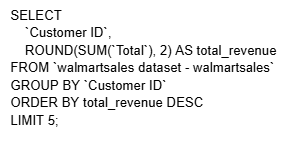 SELECT
    `Customer ID`,
    ROUND(SUM(`Total`), 2) AS total_revenue
FROM `walmartsales dataset - walmartsales`
GROUP BY `Customer ID`
ORDER BY total_revenue DESC
LIMIT 5;